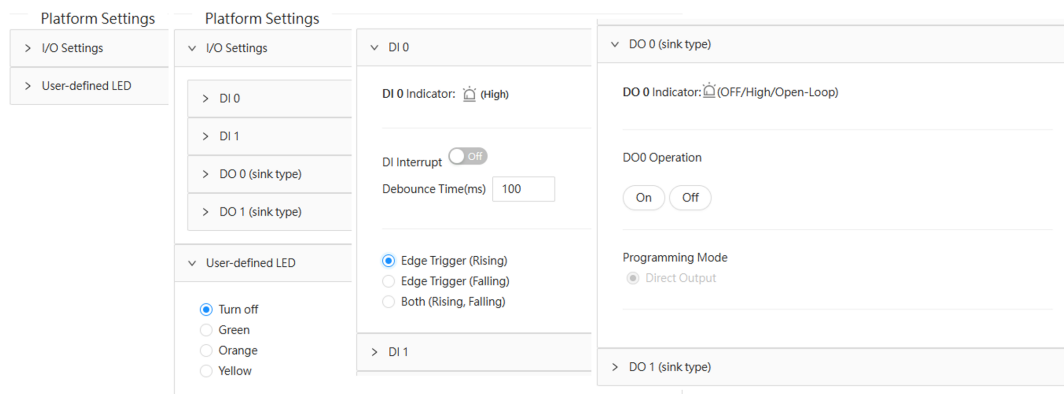 Platform Settings
I/O Settings
User-defined LED
Platform Settings
I/O Settings
DI 0
DI 1
DO 0 (sink type)
DO 1 (sink type)
User-defined LED
Turn off
Green
Orange
Yellow
DI 0
DI 0 Indicator: (High)
DI Interrupt Off
Debounce Time(ms) 100
Edge Trigger (Rising)
Edge Trigger (Falling)
Both (Rising, Falling)
DI 1
DO 0 (sink type)
DO 0 Indicator: (OFF/High/Open-Loop)
DO0 Operation
On Off
Programming Mode
Direct Output
DO 1 (sink type)